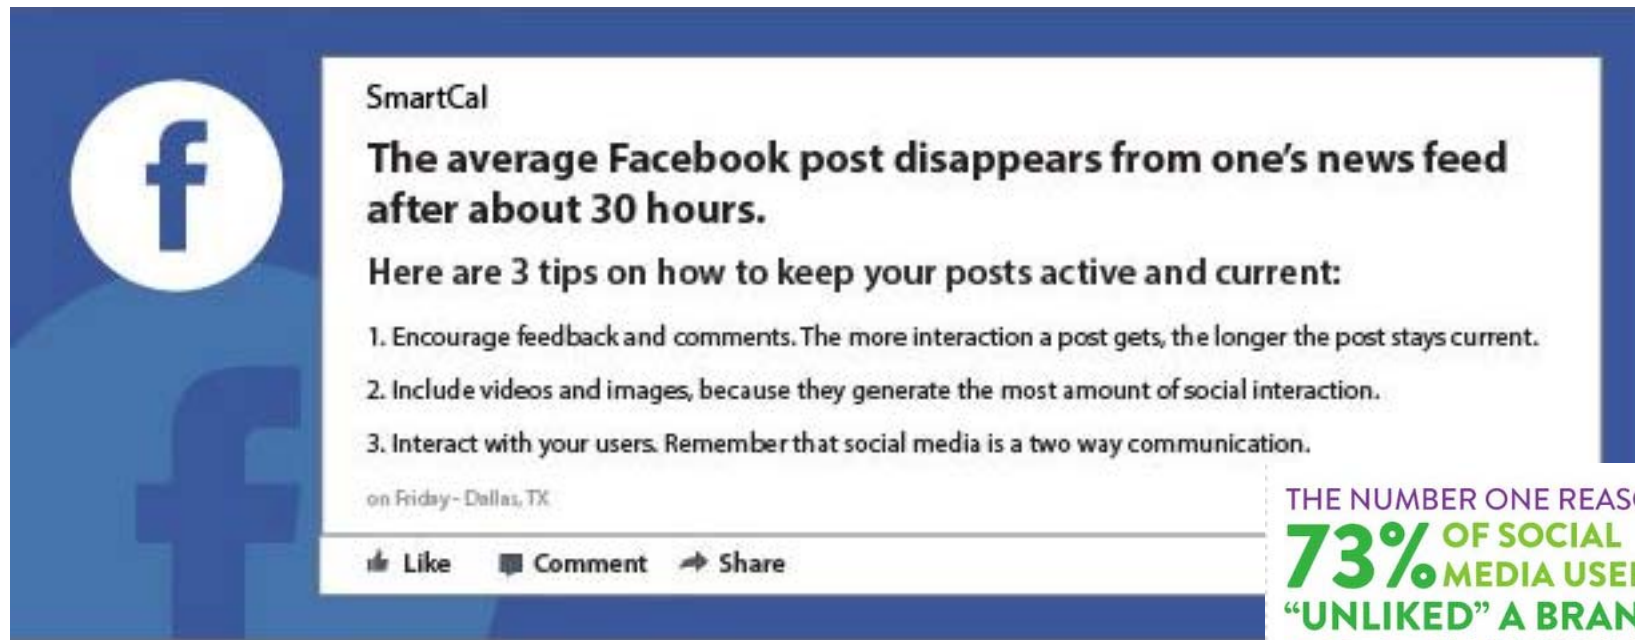 SmartCal
The average Facebook post disappears from one's news feed
after about 30 hours.
Here are 3 tips on how to keep your posts active and current:
1. Encourage feedback and comments. The more interaction a post gets, the longer the post stays current.
2. Include videos and images, because they generate the most amount of social interaction.
3. Interact with your users. Remember that social media is a two way communication.
on Friday - Dallas, TX
Like Comment Share
THE NUMBER ONE
73% OF SOCIAL
MEDIA
"UNLIKED" A